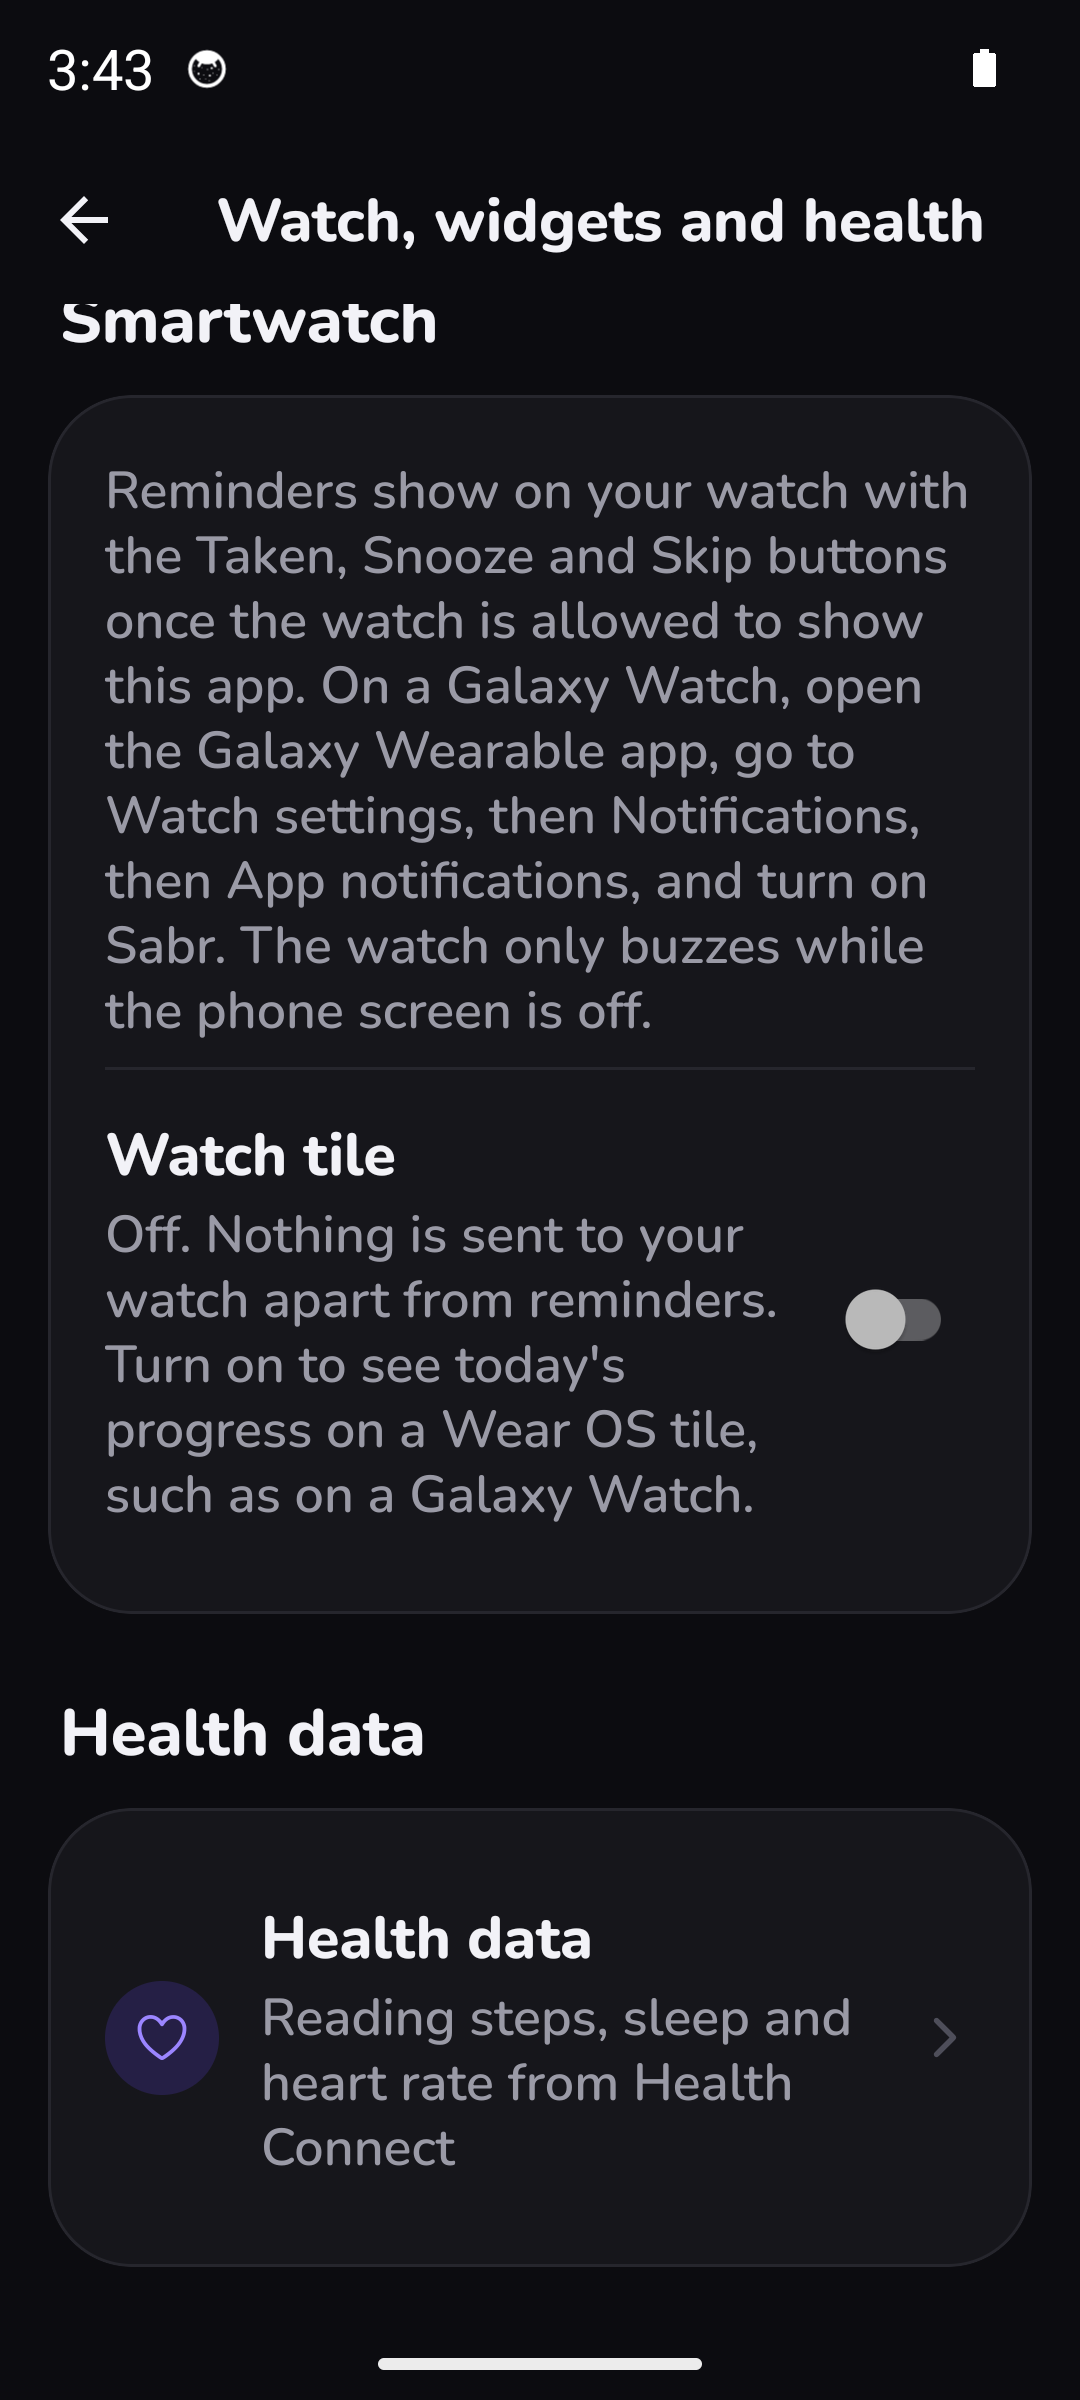 3:43
Watch, widgets and health
Smartwatch
Reminders show on your watch with
the Taken, Snooze and Skip buttons
once the watch is allowed to show
this app. On a Galaxy Watch, open
the Galaxy Wearable app, go to
Watch settings, then Notifications,
then App notifications, and turn on
Sabr. The watch only buzzes while
the phone screen is off.
Watch tile
Off. Nothing is sent to your
watch apart from reminders.
Turn on to see today's
progress on a Wear OS tile,
such as on a Galaxy Watch.
Health data
Health data
Reading steps, sleep and
heart rate from Health
Connect